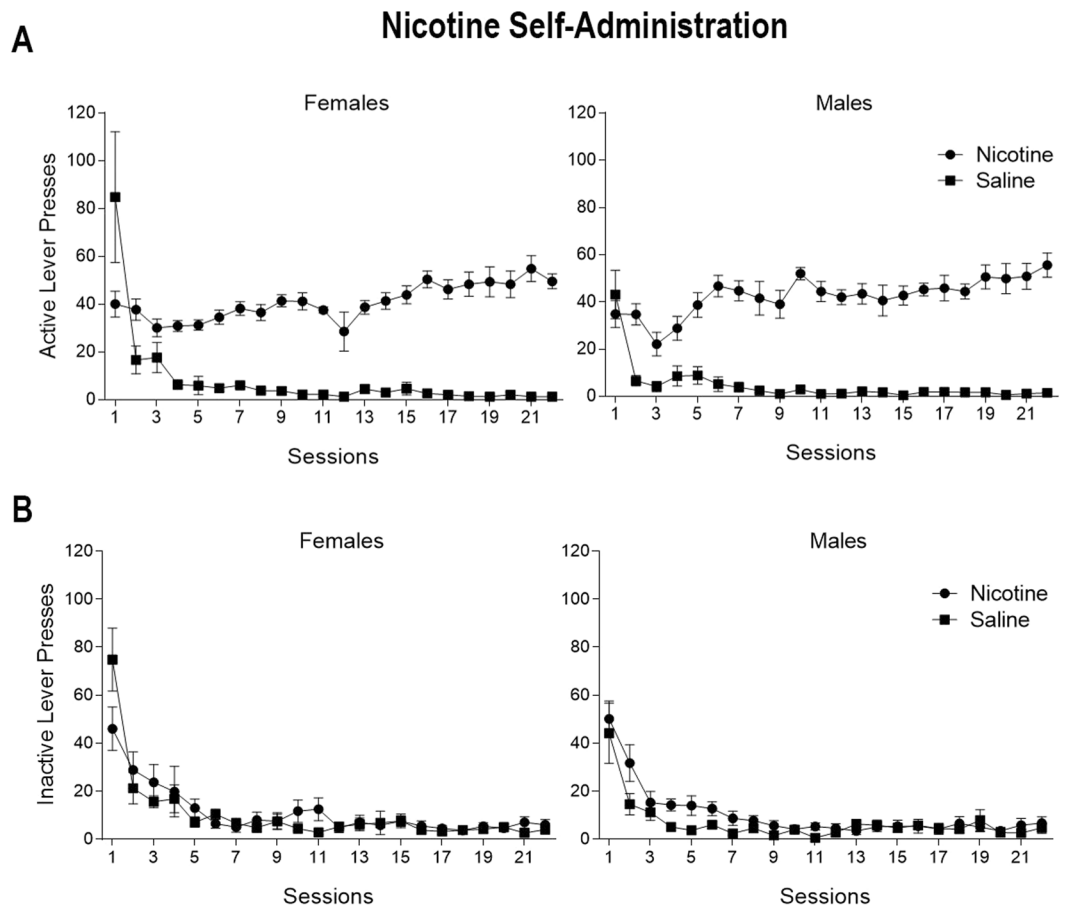 Nicotine Self-Administration
A
Females
Active Lever Presses
120
100
80
60
40
20
0
1 3 5 7 9 11 13 15 17 19 21
Sessions
Males
Nicotine
Saline
120
100
80
60
40
20
0
1 3 5 7 9 11 13 15 17 19 21
Sessions
B
Females
Inactive Lever Presses
120
100
80
60
40
20
0
1 3 5 7 9 11 13 15 17 19 21
Sessions
Males
Nicotine
Saline
120
100
80
60
40
20
0
1 3 5 7 9 11 13 15 17 19 21
Sessions